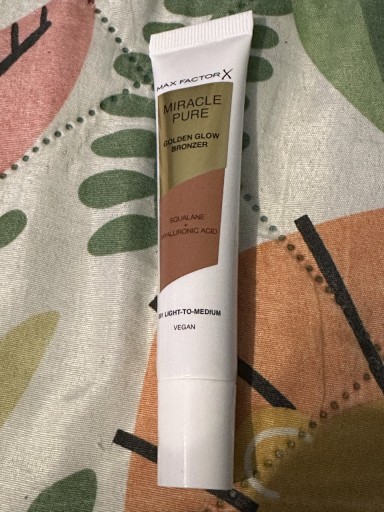 MAX FACTOR X
MIRACLE
PURE
GOLDEN GLOW
BRONZER
SQUALANE
+
HYALURONIC ACID
LIGHT-TO-MEDIUM
VEGAN